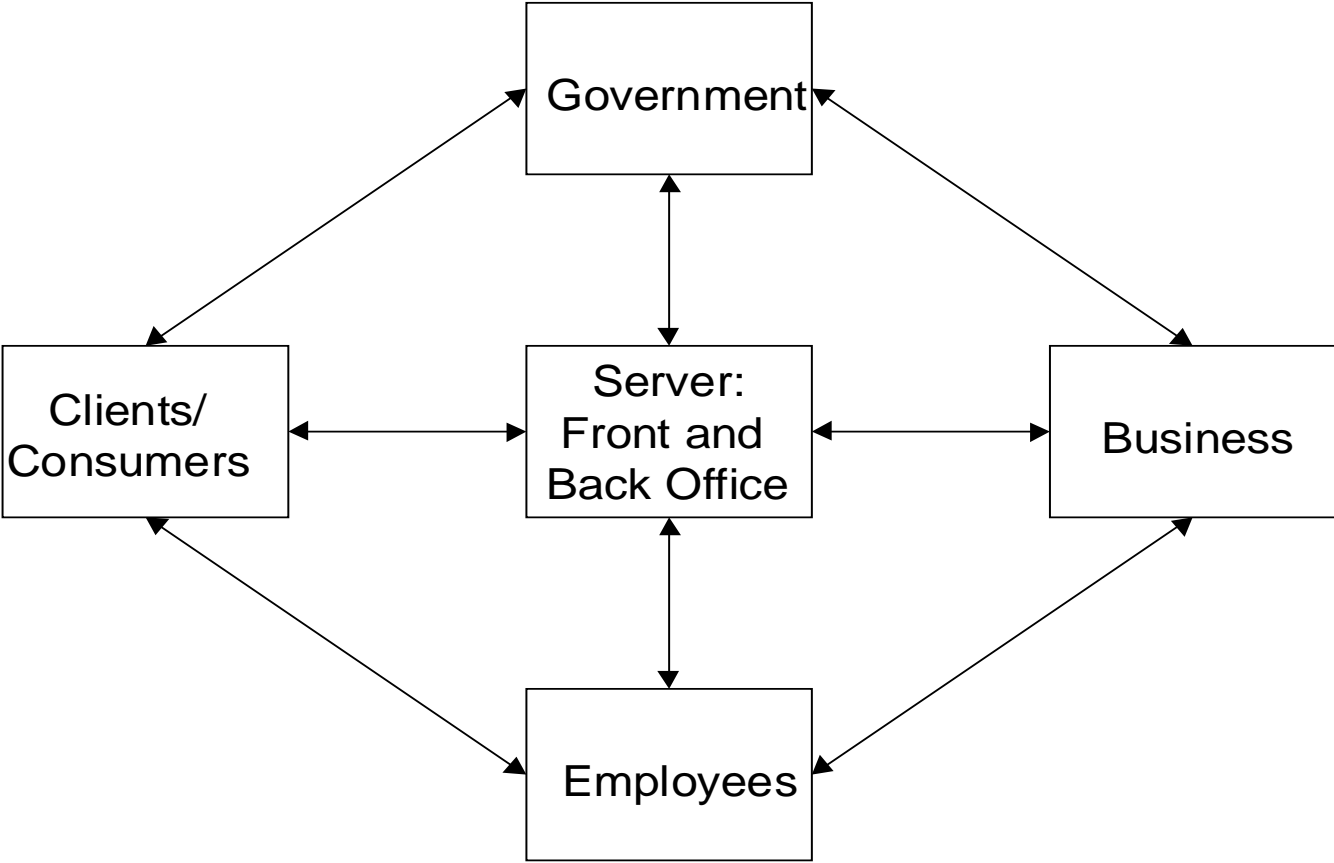 Government
Clients/
Consumers
Server:
Front and
Back Office
Business
Employees